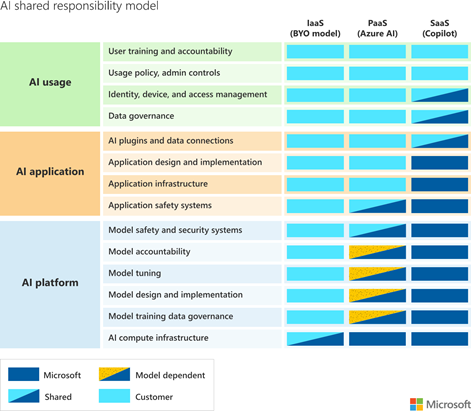 AI shared responsibility model
IaaS (BYO model)
PaaS (Azure AI)
SaaS (Copilot)
AI usage
User training and accountability
Usage policy, admin controls
Identity, device, and access management
Data governance
AI application
AI plugins and data connections
Application design and implementation
Application infrastructure
Application safety systems
AI platform
Model safety and security systems
Model accountability
Model tuning
Model design and implementation
Model training data governance
AI compute infrastructure
Microsoft
Model dependent
Shared
Customer
Microsoft